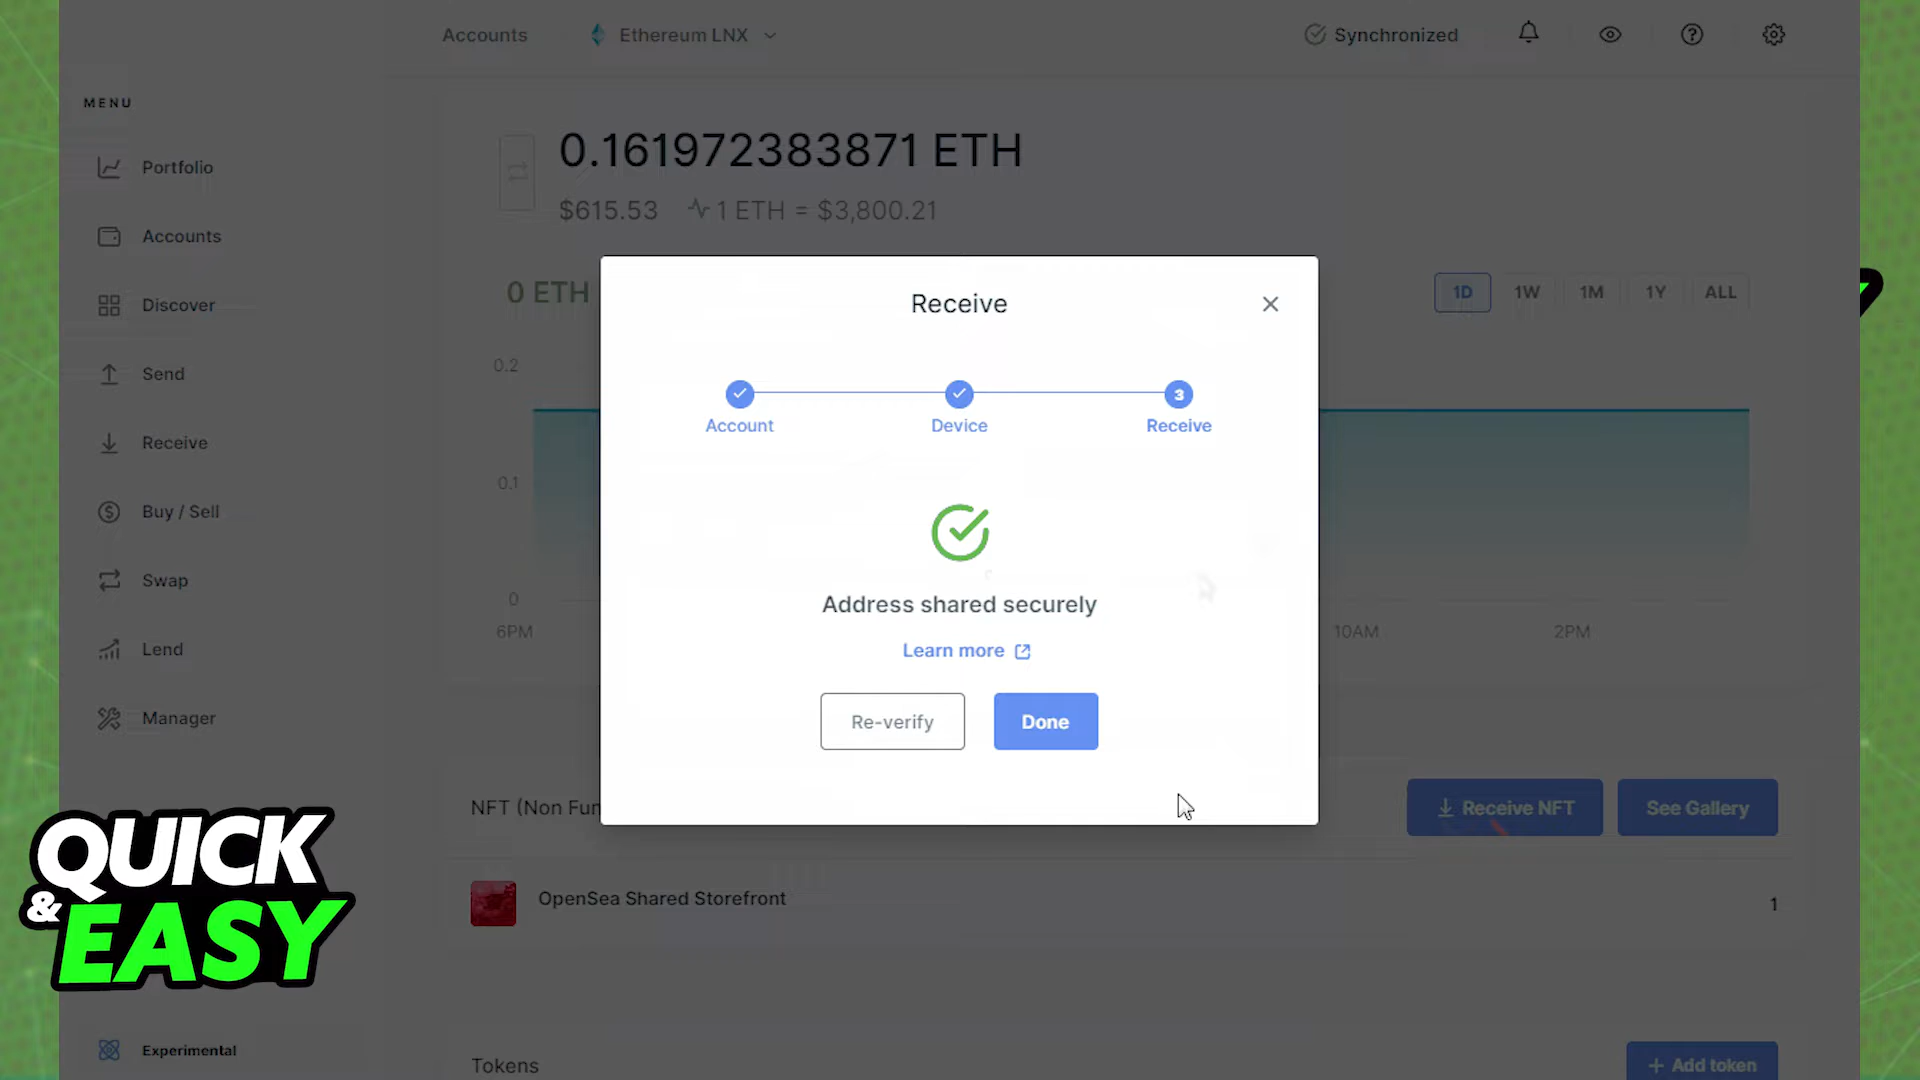 Accounts
Ethereum LNX
Synchronized
MENU
Portfolio
Accounts
Discover
Send
Receive
Buy / Sell
Swap
Lend
Manager
Experimental
0.161972383871 ETH
$615.53
1 ETH = $3,800.21
0 ETH
1D
1W
1M
1Y
ALL
0.2
0.1
0
6PM
10AM
2PM
Receive
Account
Device
3
Receive
Address shared securely
Learn more
Re-verify
Done
NFT (Non Fun
Receive NFT
See Gallery
OpenSea Shared Storefront
1
Tokens
+ Add token
QUICK
& EASY